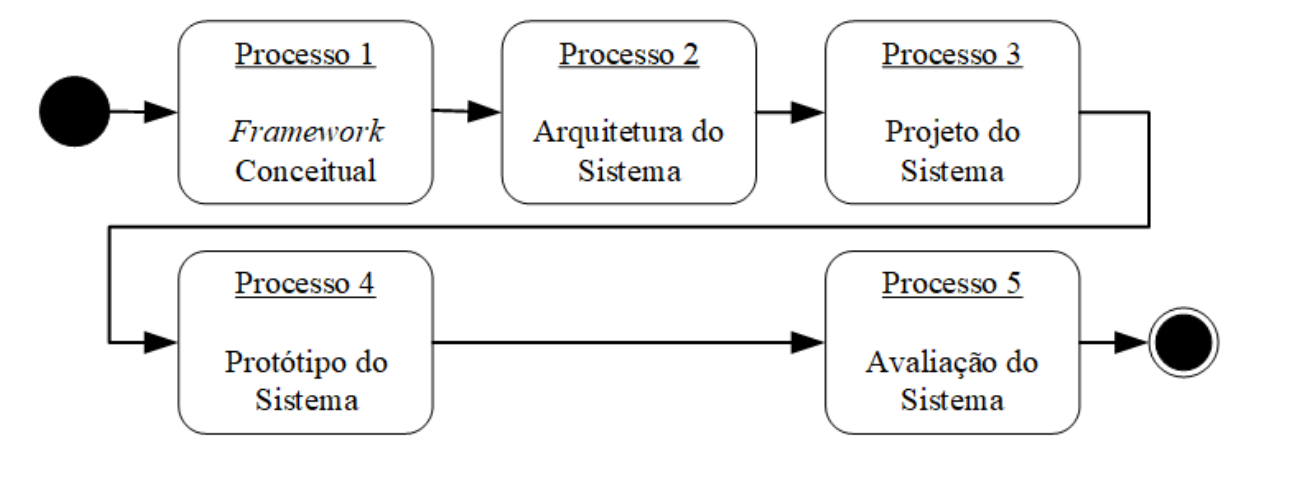 Processo 1
Framework
Conceitual
Processo 2
Arquitetura do
Sistema
Processo 3
Projeto do
Sistema
Processo 4
Protótipo do
Sistema
Processo 5
Avaliação do
Sistema